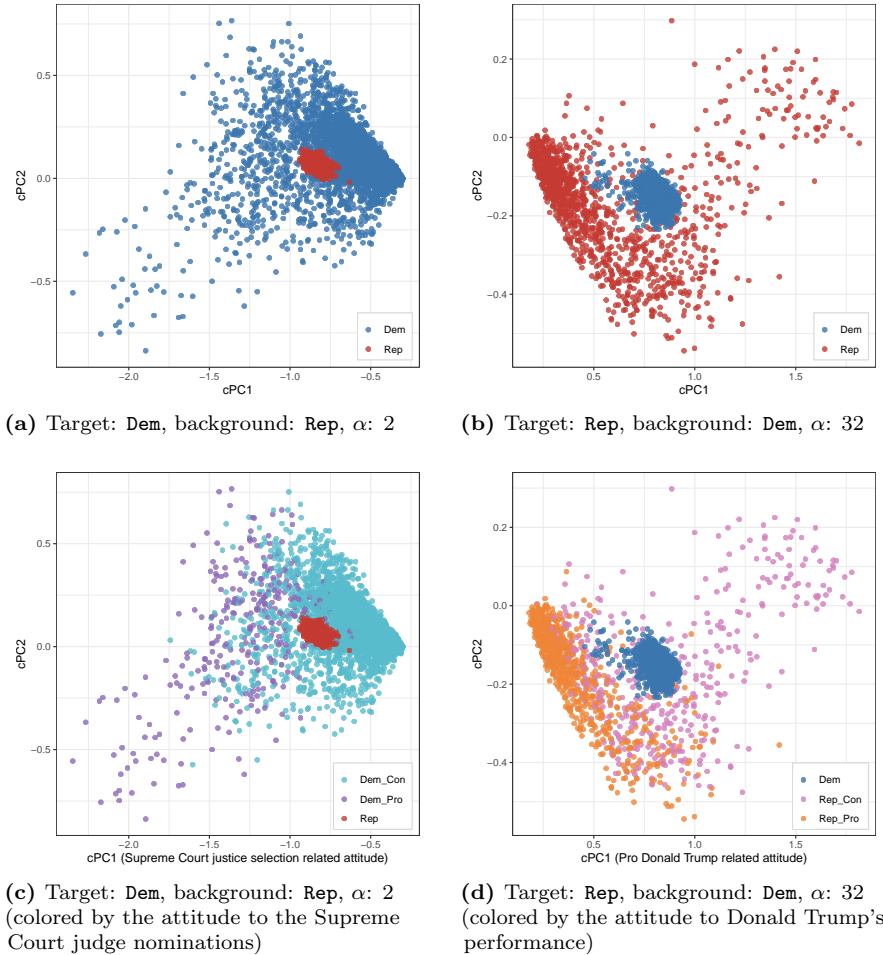 0.5
0.0
−0.5
cPC2
−2.0 −1.5 −1.0 −0.5
cPC1
Dem
Rep
(a) Target: Dem, background: Rep, α: 2
0.2
0.0
−0.2
−0.4
cPC2
0.5 1.0 1.5
cPC1
Dem
Rep
(b) Target: Rep, background: Dem, α: 32
0.5
0.0
−0.5
cPC2
−2.0 −1.5 −1.0 −0.5
cPC1 (Supreme Court justice selection related attitude)
Dem_Con
Dem_Pro
Rep
(c) Target: Dem, background: Rep, α: 2
(colored by the attitude to the Supreme
Court judge nominations)
0.2
0.0
−0.2
−0.4
cPC2
0.5 1.0 1.5
cPC1 (Pro Donald Trump related attitude)
Dem
Rep_Con
Rep_Pro
(d) Target: Rep, background: Dem, α: 32
(colored by the attitude to Donald Trump's
performance)